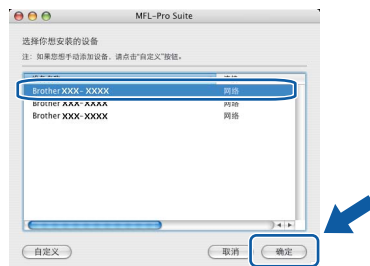 MFL-Pro Suite
选择你想安装的设备
注: 如果您想手动添加设备, 请点击“自定义”按钮。
Brother XXX-XXXX 网络
Brother XXX-XXXX 网络
Brother XXX-XXXX 网络
自定义 取消 确定